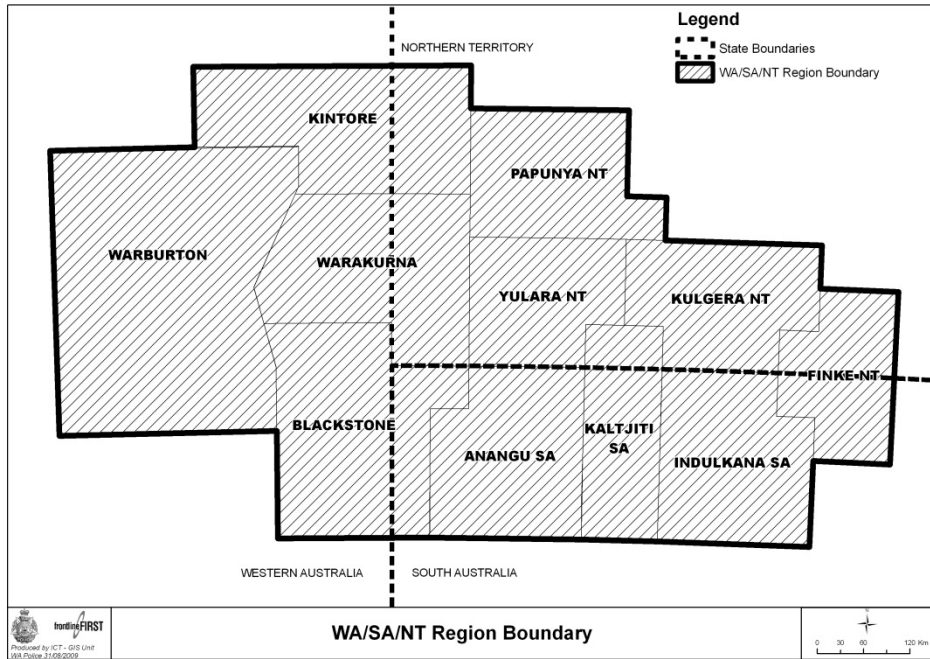 Legend
State Boundaries
WA/SA/NT Region Boundary
NORTHERN TERRITORY
KINTORE
PAPUNYA NT
WARBURTON
WARAKURNA
YULARA NT
KULGERA NT
FINKE NT
BLACKSTONE
KALTJITI
SA
ANANGU SA
INDULKANA SA
WESTERN AUSTRALIA
SOUTH AUSTRALIA
frontlineFIRST
Produced by ICT - GIS Unit
WA Police 31/08/2009
WA/SA/NT Region Boundary
0 30 60 120 Km